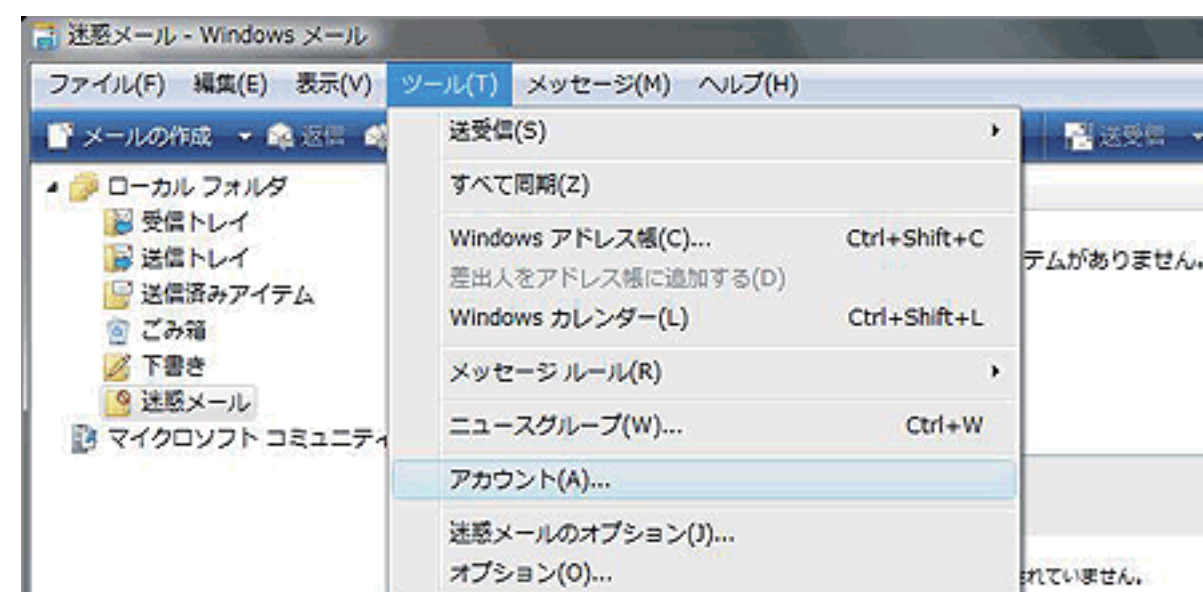 迷惑メール - Windows メール
ファイル(F) 編集(E) 表示(V) ツール(T) メッセージ(M) ヘルプ(H)
メールの作成 返信 送受信
ローカル フォルダ
受信トレイ
送信トレイ
送信済みアイテム
ごみ箱
下書き
迷惑メール
マイクロソフト コミュニティ
送受信(S)
すべて同期(Z)
Windows アドレス帳(C)... Ctrl+Shift+C
差出人をアドレス帳に追加する(D)
Windows カレンダー(L) Ctrl+Shift+L
メッセージ ルール(R)
ニュースグループ(W)... Ctrl+W
アカウント(A)...
迷惑メールのオプション(J)...
オプション(O)...
テムがありません。
れていません。